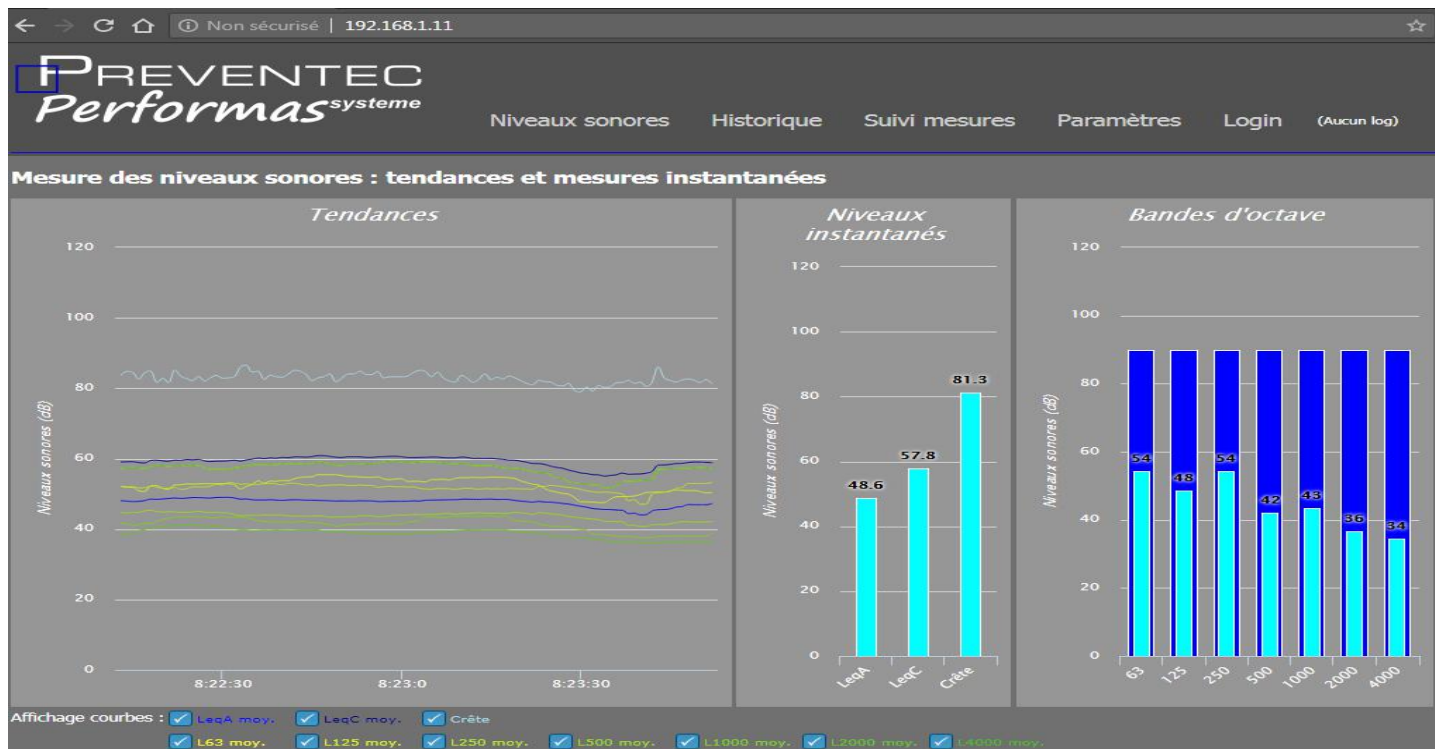 Non sécurisé | 192.168.1.11
PREVENTEC
Performas systeme
Niveaux sonores Historique Suivi mesures Paramètres Login (Aucun log)
Mesure des niveaux sonores : tendances et mesures instantanées
Tendances
120
100
80
60
40
20
0
Niveaux sonores (dB)
8:22:30 8:23:0 8:23:30
Niveaux
instantanés
120
100
80
60
40
20
0
Niveaux sonores (dB)
48.6 57.8 81.3
LeqA LeqC Crête
Bandes d'octave
120
100
80
60
40
20
0
Niveaux sonores (dB)
54 48 54 42 43 36 34
63 125 250 500 1000 2000 4000
Affichage courbes : LeqA moy. LeqC moy. Crête
L63 moy. L125 moy. L250 moy. L500 moy. L1000 moy. L2000 moy. L4000 moy.